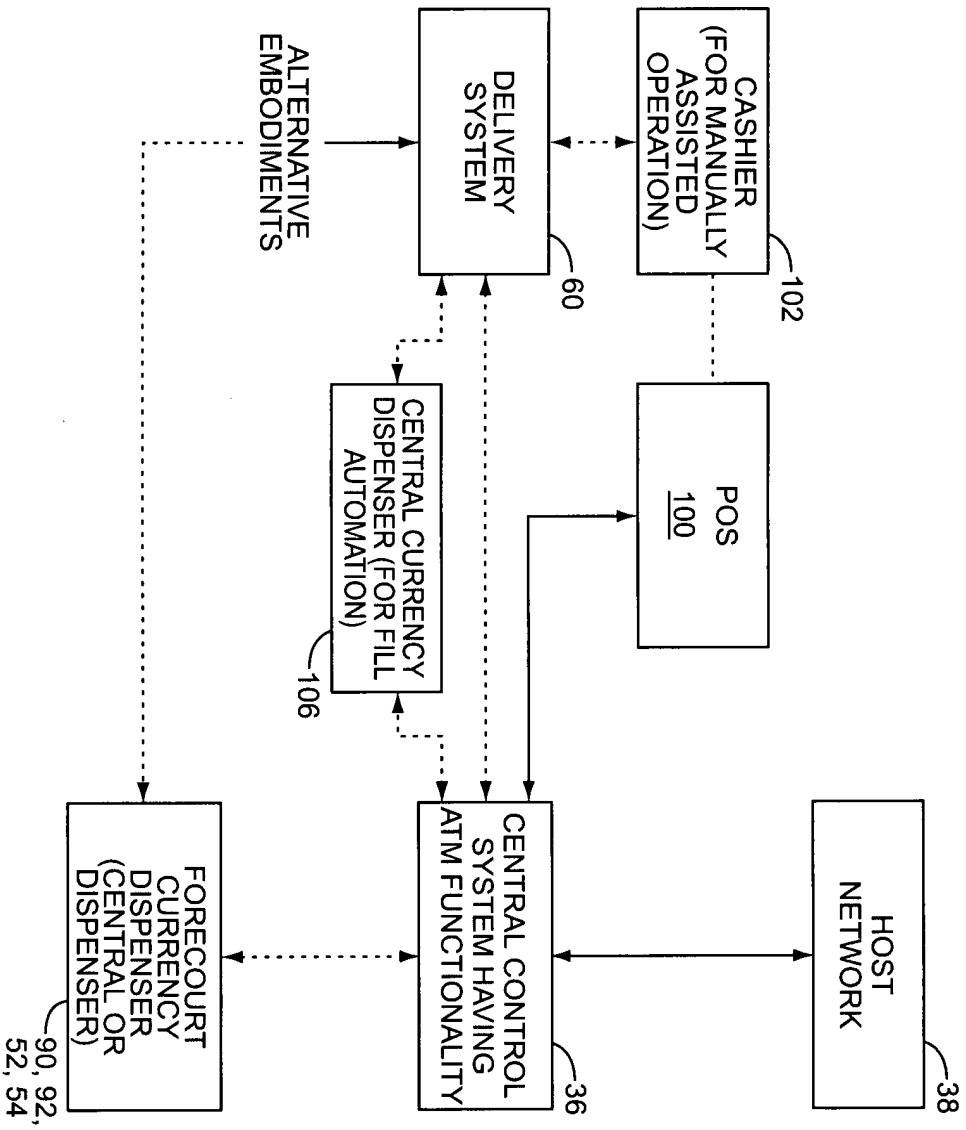 CASHIER
(FOR MANUALLY
ASSISTED
OPERATION)
102
POS
100
HOST
NETWORK
38
DELIVERY
SYSTEM
60
CENTRAL CURRENCY
DISPENSER (FOR FILL
AUTOMATION)
106
CENTRAL CONTROL
SYSTEM HAVING
ATM FUNCTIONALITY
36
ALTERNATIVE
EMBODIMENTS
FORECOURT
CURRENCY
DISPENSER
(CENTRAL OR
DISPENSER)
90, 92,
52, 54